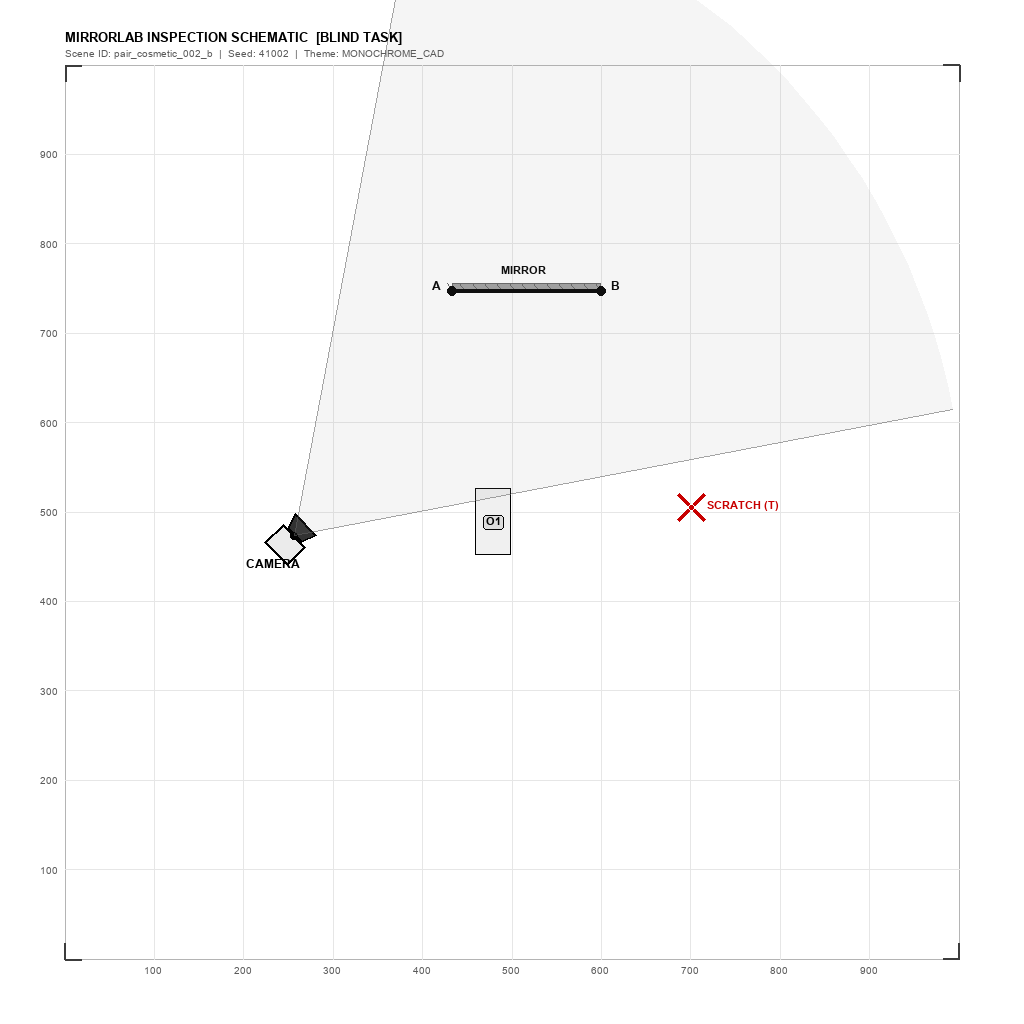 MIRRORLAB INSPECTION SCHEMATIC [BLIND TASK]
Scene ID: pair_cosmetic_002_b | Seed: 41002 | Theme: MONOCHROME_CAD
900
800
MIRROR
A
B
700
600
500
O1
SCRATCH (T)
CAMERA
400
300
200
100
100 200 300 400 500 600 700 800 900